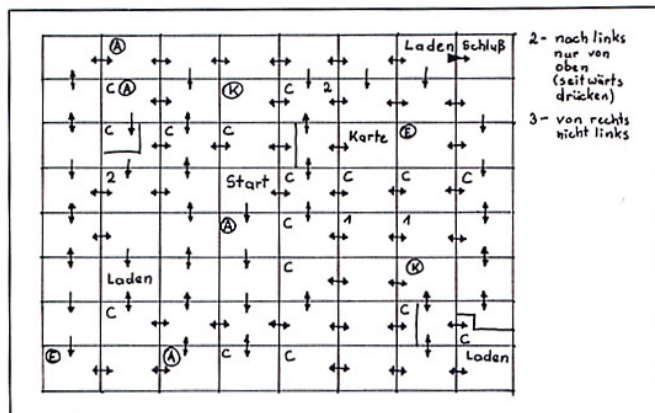 A Laden Schluß
C A K C 2
C C C Karte E
2 Start C C C C
A C 1 1
Laden C K
C C
E A C C C Laden
2- nach links
nur von
oben
(seitwärts
drücken)
3- von rechts
nicht links